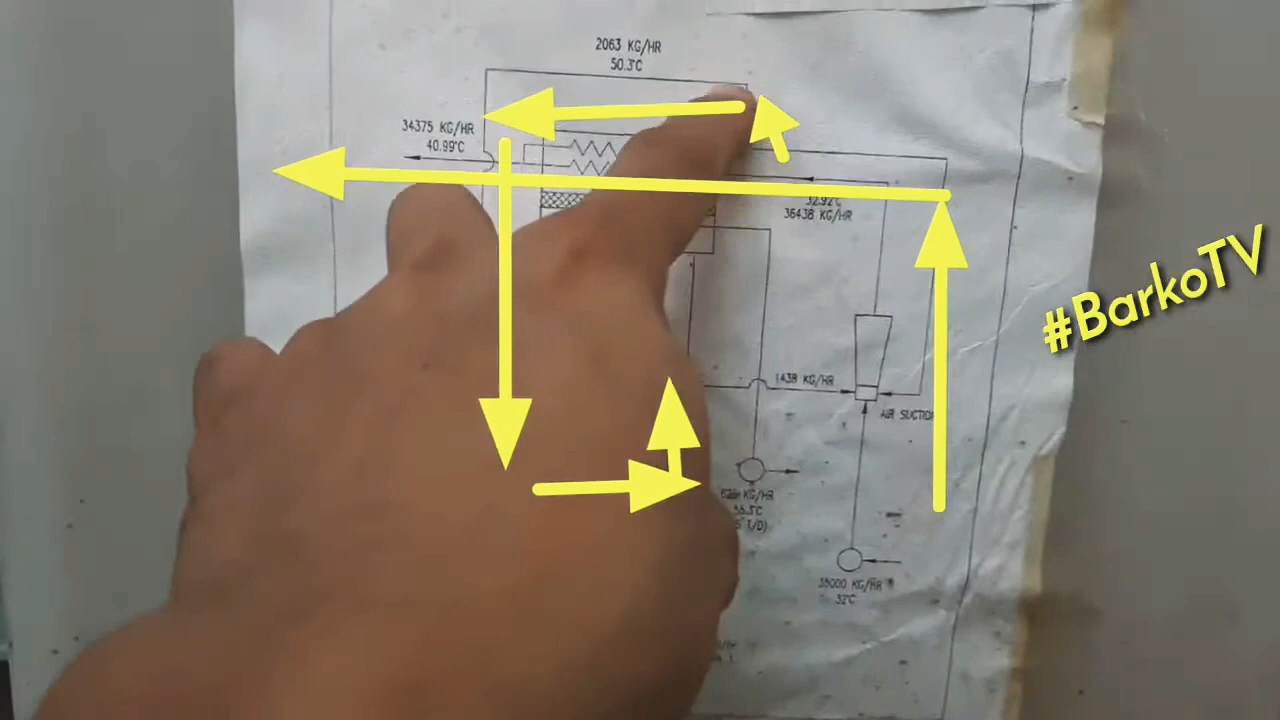 2063 KG/HR
50.3°C
34375 KG/HR
40.99°C
32.92°C
36438 KG/HR
#BarkoTV
1438 KG/HR
AIR SUCTION
KG/HR
T/D)
35000 KG/HR
32°C